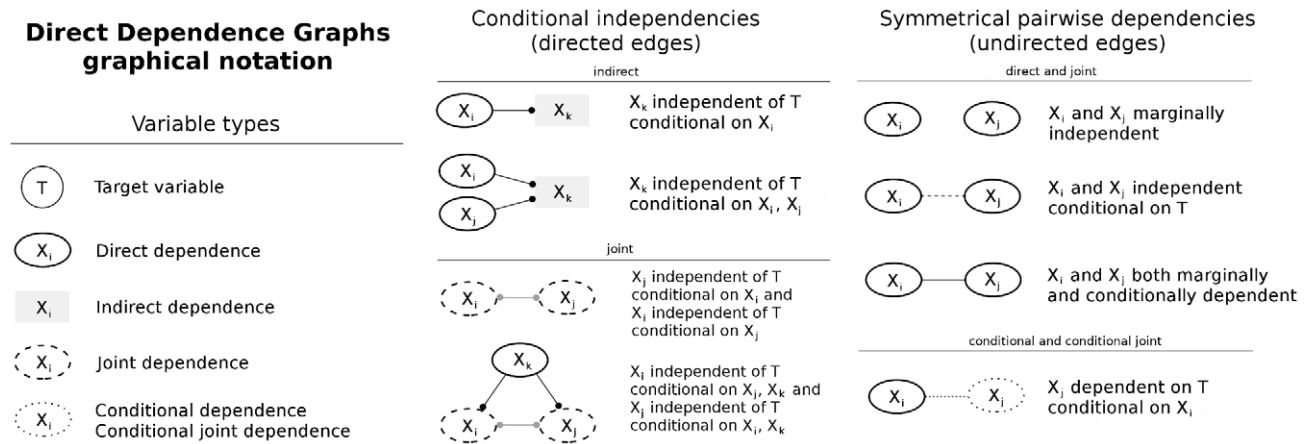 Direct Dependence Graphs
graphical notation
Variable types
T
Target variable
Xi
Direct dependence
Xi
Indirect dependence
Xi
Joint dependence
Xi
Conditional dependence
Conditional joint dependence
Conditional independencies
(directed edges)
indirect
Xi
Xk
Xk independent of T
conditional on Xi
Xi
Xj
Xk
Xk independent of T
conditional on Xi, Xj
joint
Xi
Xj
Xj independent of T
conditional on Xi and
Xi independent of T
conditional on Xj
Xk
Xi
Xj
Xi independent of T
conditional on Xj, Xk and
Xj independent of T
conditional on Xi, Xk
Symmetrical pairwise dependencies
(undirected edges)
direct and joint
Xi
Xj
Xi and Xj marginally
independent
Xi
Xj
Xi and Xj independent
conditional on T
Xi
Xj
Xi and Xj both marginally
and conditionally dependent
conditional and conditional joint
Xi
Xj
Xj dependent on T
conditional on Xi